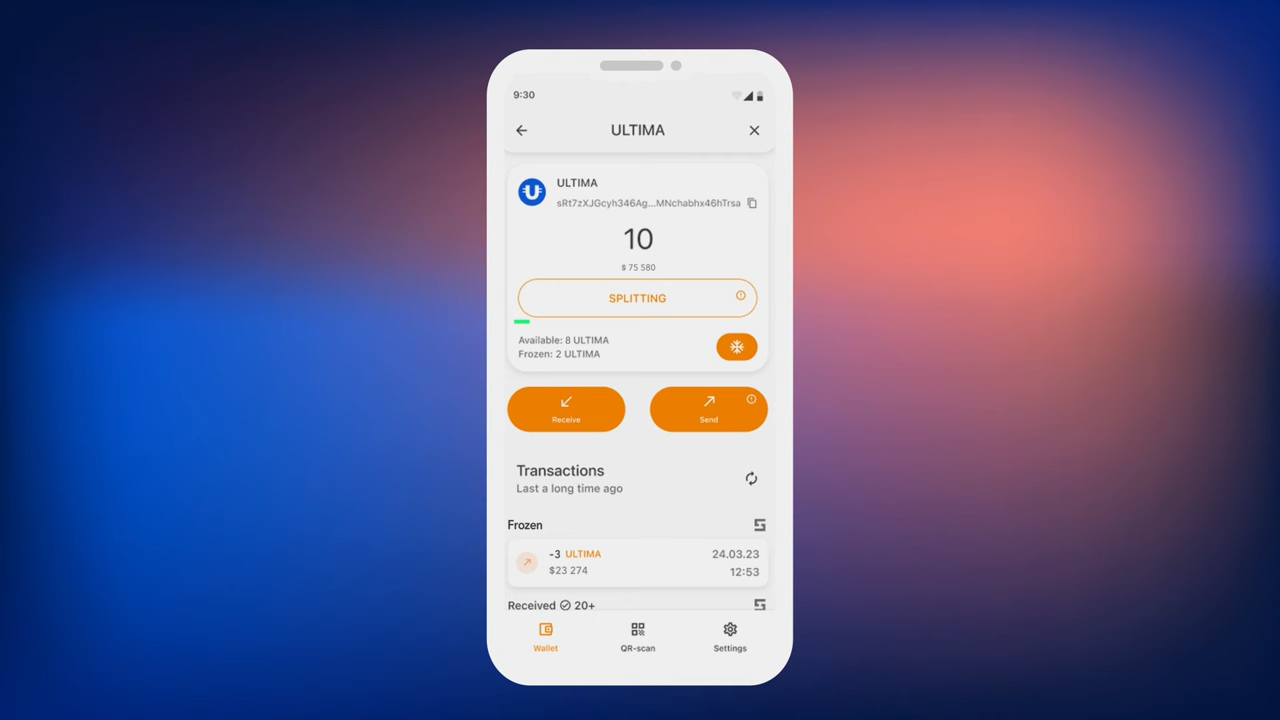 9:30
ULTIMA
ULTIMA
sRt7zXJGcyh346Ag...MNchabhx46hTrsa
10
$ 75 580
SPLITTING
Available: 8 ULTIMA
Frozen: 2 ULTIMA
Receive
Send
Transactions
Last a long time ago
Frozen
-3 ULTIMA
24.03.23
$23 274
12:53
Received 20+
Wallet
QR-scan
Settings